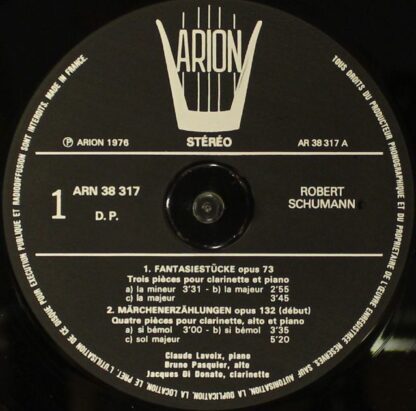 ARION
Ⓟ ARION 1976
STÉRÉO
AR 38 317 A
1
ARN 38 317
D. P.
ROBERT
SCHUMANN
1. FANTASIESTÜCKE opus 73
Trois pièces pour clarinette et piano
a) la mineur 3'31 - b) la majeur 2'55
c) la majeur 3'45
2. MÄRCHENERZÄHLUNGEN opus 132 (début)
Quatre pièces pour clarinette, alto et piano
a) si bémol 3'00 - b) si bémol 3'35
c) sol majeur 5'20
Claude Lavoix, piano
Bruno Pasquier, alto
Jacques Di Donato, clarinette
TOUS DROITS DU PRODUCTEUR PHONOGRAPHIQUE ET DU PROPRIÉTAIRE DE L'ŒUVRE ENREGISTRÉE RÉSERVÉS. SAUF AUTORISATION, LA DUPLICATION, LA LOCATION, LE PRÊT, L'UTILISATION DE CE DISQUE POUR EXÉCUTION PUBLIQUE ET RADIODIFFUSION SONT INTERDITS. MADE IN FRANCE.